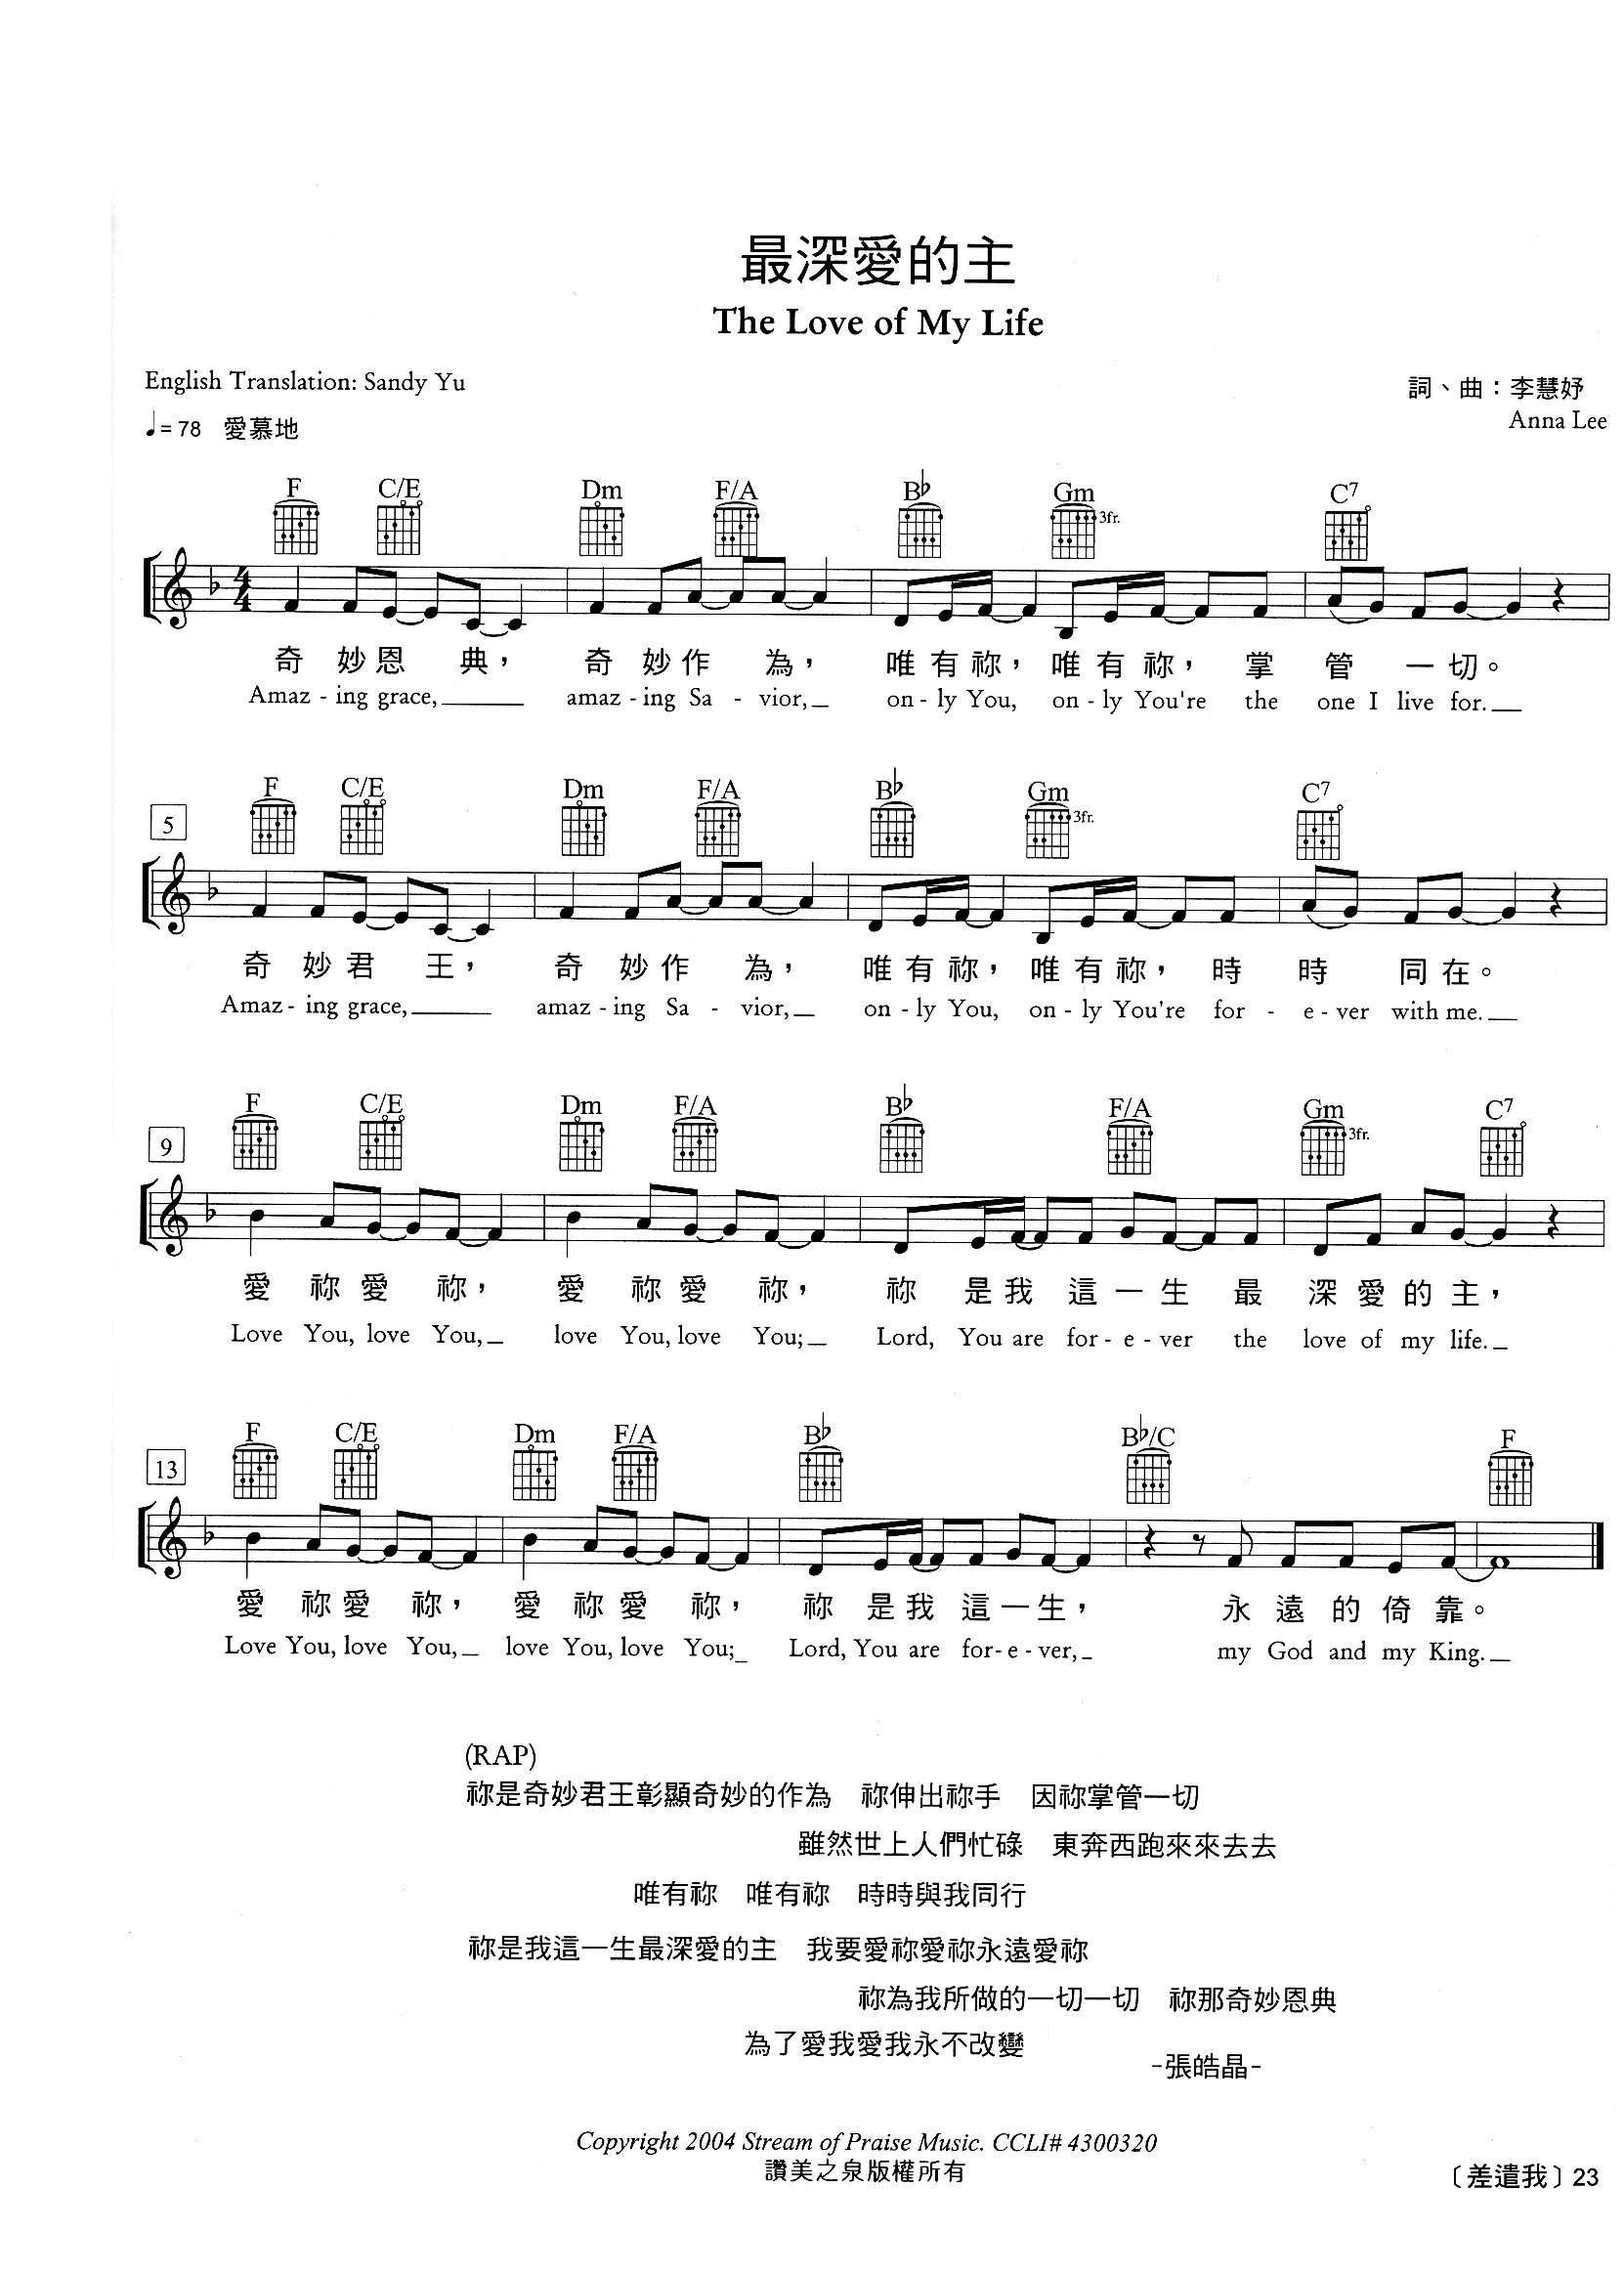 最深愛的主
The Love of My Life
English Translation: Sandy Yu
詞、曲：李慧妤
♩= 78 愛慕地
Anna Lee
F C/E Dm F/A B♭ Gm 3fr. C7
4/4
奇 妙 恩 典， 奇 妙 作 為， 唯 有 祢， 唯 有 祢， 掌 管 一 切。
Amaz - ing grace, ____ amaz - ing Sa - vior, _ on - ly You, on - ly You're the one I live for. _
5 F C/E Dm F/A B♭ Gm 3fr. C7
奇 妙 君 王， 奇 妙 作 為， 唯 有 祢， 唯 有 祢， 時 時 同 在。
Amaz - ing grace, ____ amaz - ing Sa - vior, _ on - ly You, on - ly You're for - e - ver with me. _
9 F C/E Dm F/A B♭ F/A Gm 3fr. C7
愛 祢 愛 祢， 愛 祢 愛 祢， 祢 是 我 這 一 生 最 深 愛 的 主，
Love You, love You, _ love You, love You; _ Lord, You are for - e - ver the love of my life. _
13 F C/E Dm F/A B♭ B♭/C F
愛 祢 愛 祢， 愛 祢 愛 祢， 祢 是 我 這 一 生， 永 遠 的 倚 靠。
Love You, love You, _ love You, love You; _ Lord, You are for - e - ver, _ my God and my King. _
(RAP)
祢是奇妙君王彰顯奇妙的作為　祢伸出祢手　因祢掌管一切
雖然世上人們忙碌　東奔西跑來來去去
唯有祢　唯有祢　時時與我同行
祢是我這一生最深愛的主　我要愛祢愛祢永遠愛祢
祢為我所做的一切一切　祢那奇妙恩典
為了愛我愛我永不改變
-張皓晶-
Copyright 2004 Stream of Praise Music. CCLI# 4300320
讚美之泉版權所有
〔差遣我〕23